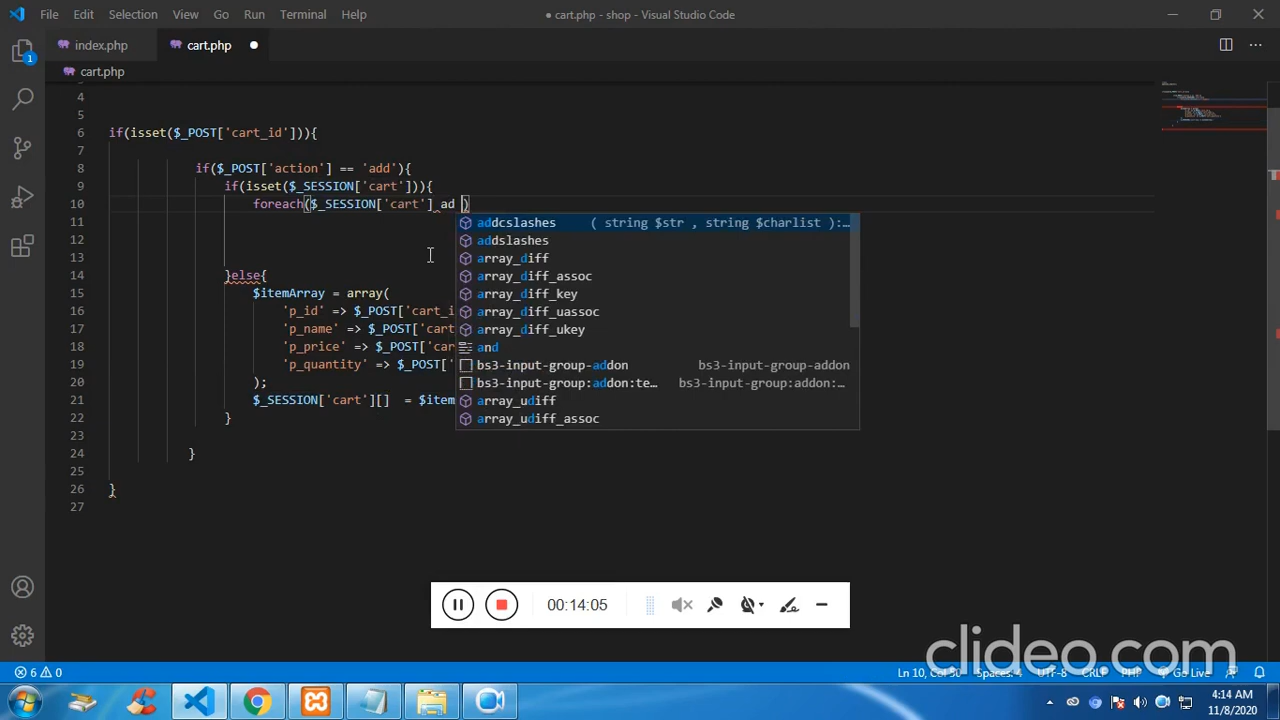 File Edit Selection View Go Run Terminal Help
● cart.php - shop - Visual Studio Code
index.php
cart.php
1
cart.php
4
5
6 if(isset($_POST['cart_id'])){
7
8 if($_POST['action'] == 'add'){
9 if(isset($_SESSION['cart'])){
10 foreach($_SESSION['cart'] ad )
11
12
13
14 }else{
15 $itemArray = array(
16 'p_id' => $_POST['cart_i
17 'p_name' => $_POST['cart
18 'p_price' => $_POST['car
19 'p_quantity' => $_POST['
20 );
21 $_SESSION['cart'][] = $item
22 }
23
24 }
25
26 }
27
addcslashes ( string $str , string $charlist ):…
addslashes
array_diff
array_diff_assoc
array_diff_key
array_diff_uassoc
array_diff_ukey
and
bs3-input-group-addon bs3-input-group-addon
bs3-input-group-addon:te… bs3-input-group:addon:…
array_udiff
array_udiff_assoc
00:14:05
clideo.com
6 0
Ln 10, Col
Spaces: 4
UTF-8
CRLF
PHP
Go Live
4:14 AM
11/8/2020